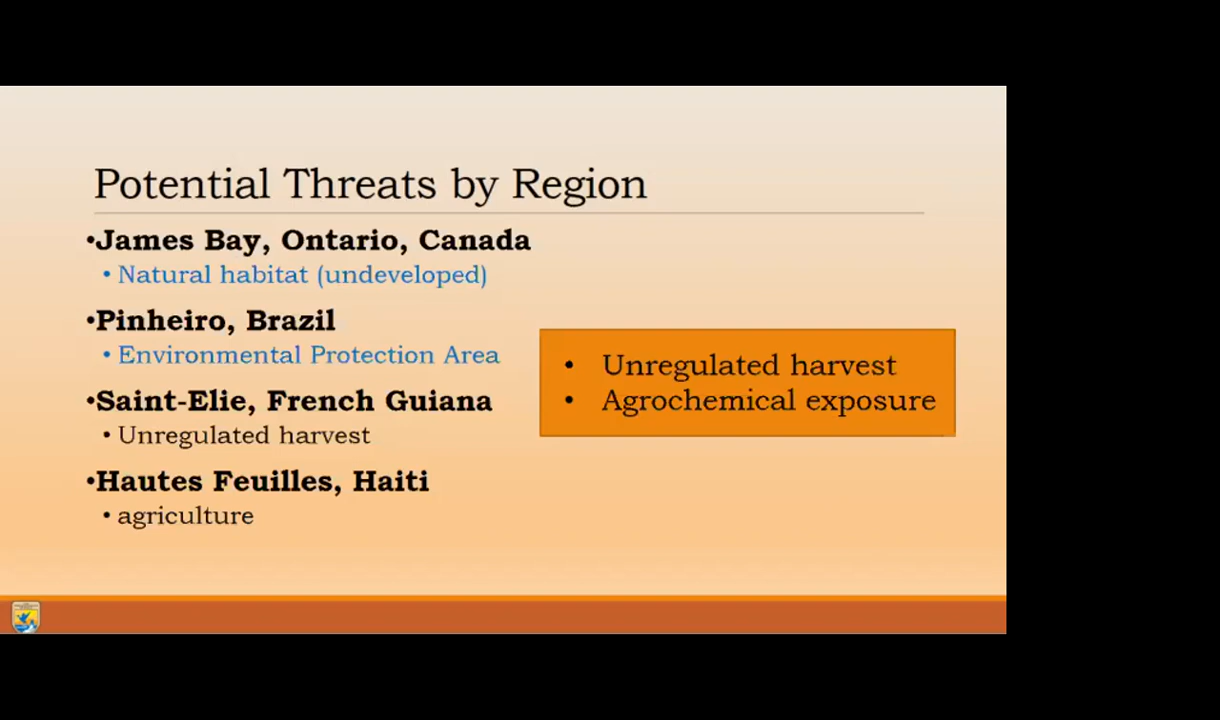 Potential Threats by Region
•James Bay, Ontario, Canada
• Natural habitat (undeveloped)
•Pinheiro, Brazil
• Environmental Protection Area
•Saint-Elie, French Guiana
• Unregulated harvest
•Hautes Feuilles, Haiti
• agriculture
• Unregulated harvest
• Agrochemical exposure